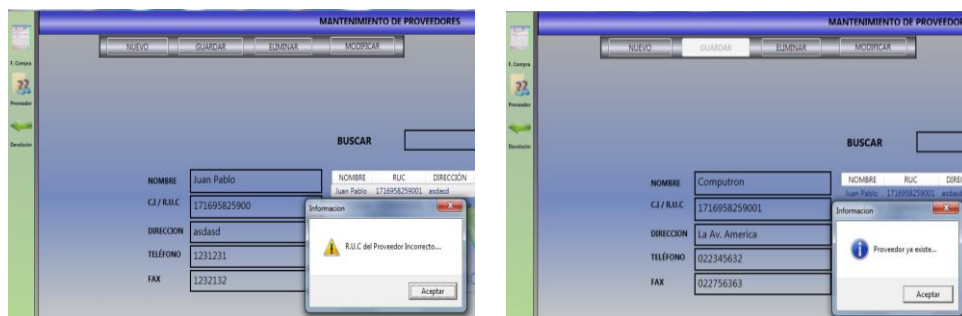 MANTENIMIENTO DE PROVEEDORES
NUEVO GUARDAR ELIMINAR MODIFICAR
F. Compra
Proveedor
Devolución
BUSCAR
NOMBRE RUC DIRECCIÓN
Juan Pablo 1716958259001 asdasd
NOMBRE Juan Pablo
C.I / R.U.C 171695825900
DIRECCION asdasd
TELÉFONO 1231231
FAX 1232132
Informacion
R.U.C del Proveedor Incorrecto....
Aceptar
MANTENIMIENTO DE PROVEEDOR
NUEVO GUARDAR ELIMINAR MODIFICAR
F. Compra
Proveedor
BUSCAR
NOMBRE RUC DIREC
Juan Pablo 1716958259001 asdasd
NOMBRE Computron
C.I / R.U.C 1716958259001
DIRECCION La Av. America
TELÉFONO 022345632
FAX 022756363
Informacion
Proveedor ya existe...
Aceptar